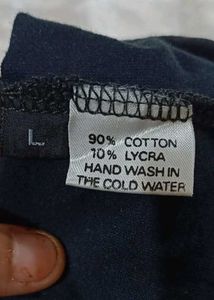 L
90% COTTON
10% LYCRA
HAND WASH IN
THE COLD WATER